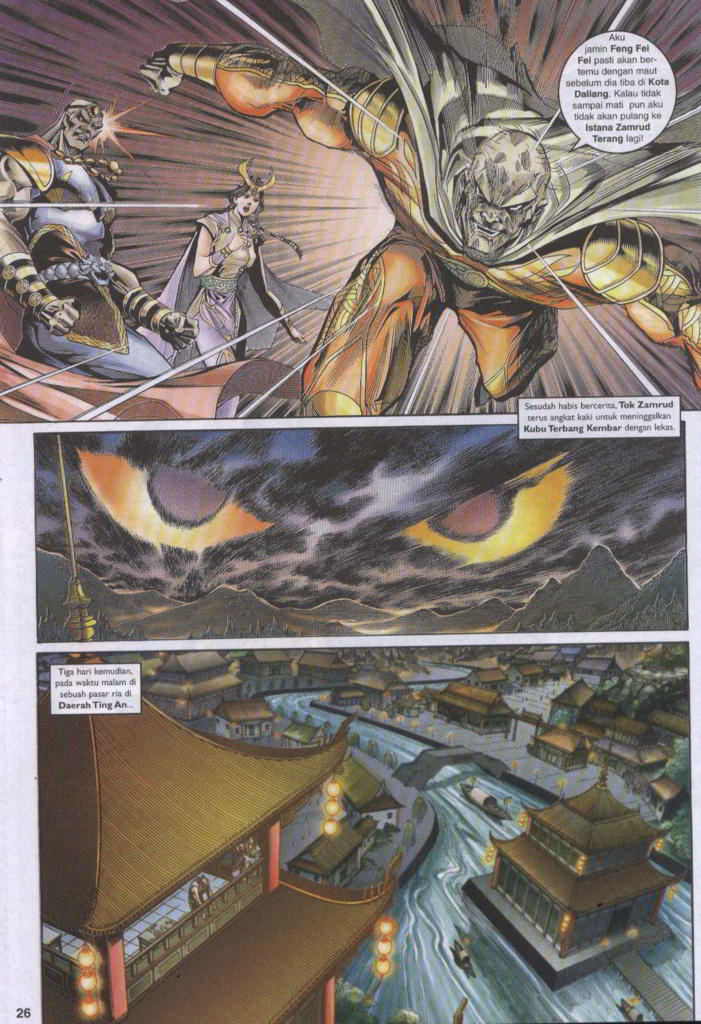 Aku
jamin Feng Fei
Fei pasti akan ber-
temu dengan maut
sebelum dia tiba di Kota
Daliang. Kalau tidak
sampai mati pun aku
tidak akan pulang ke
Istana Zamrud
Terang lagi!
Sesudah habis bercerita, Tok Zamrud
terus angkat kaki untuk meninggalkan
Kubu Terbang Kembar dengan lekas.
Tiga hari kemudian,
pada waktu malam di
sebuah pasar ria di
Daerah Ting An...
26